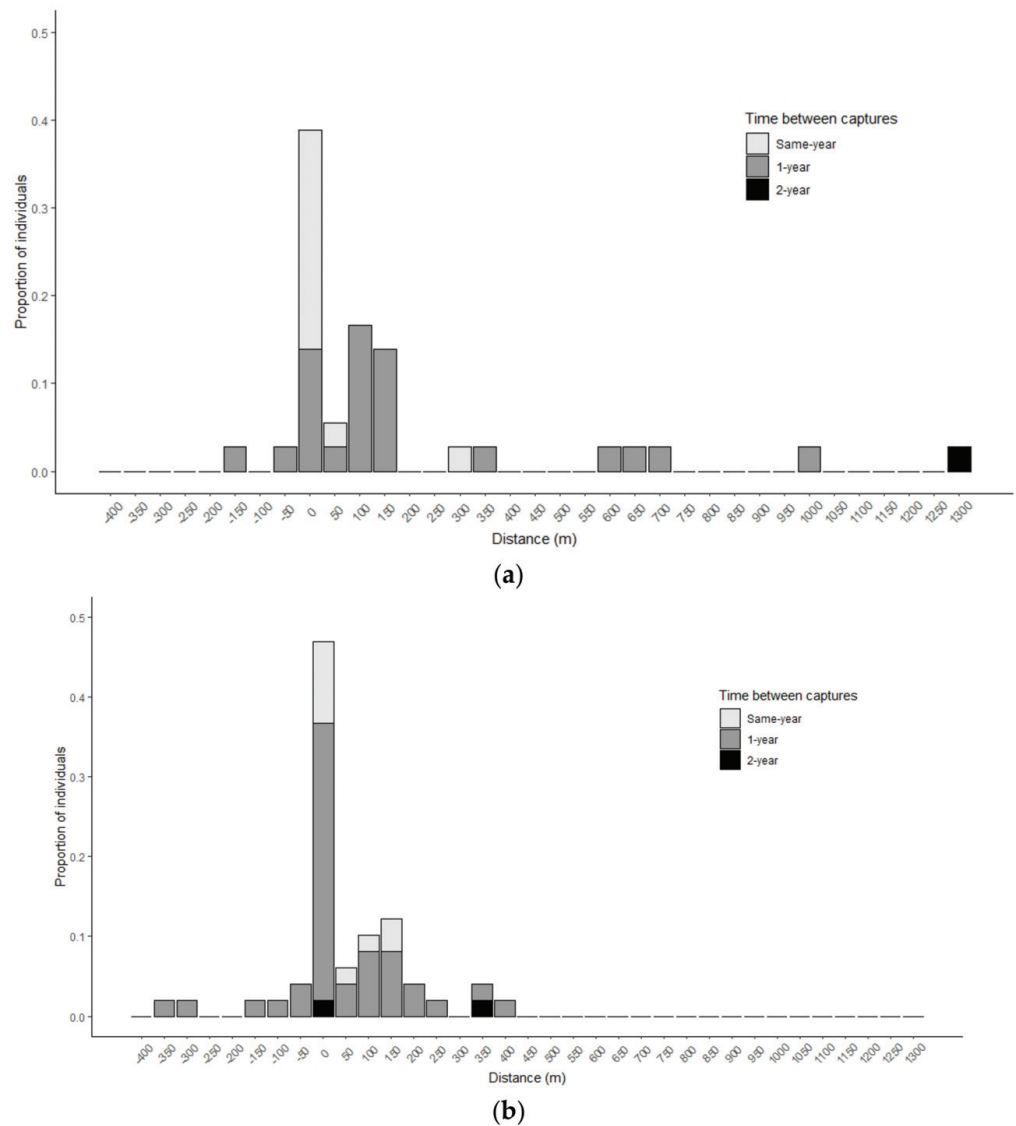 0.5
0.4
0.3
0.2
0.1
0.0
Proportion of individuals
Time between captures
Same-year
1-year
2-year
-400 -350 -300 -250 -200 -150 -100 -50 0 50 100 150 200 250 300 350 400 450 500 550 600 650 700 750 800 850 900 950 1000 1050 1100 1150 1200 1250 1300
Distance (m)
(a)
0.5
0.4
0.3
0.2
0.1
0.0
Proportion of individuals
Time between captures
Same-year
1-year
2-year
-400 -350 -300 -250 -200 -150 -100 -50 0 50 100 150 200 250 300 350 400 450 500 550 600 650 700 750 800 850 900 950 1000 1050 1100 1150 1200 1250 1300
Distance (m)
(b)